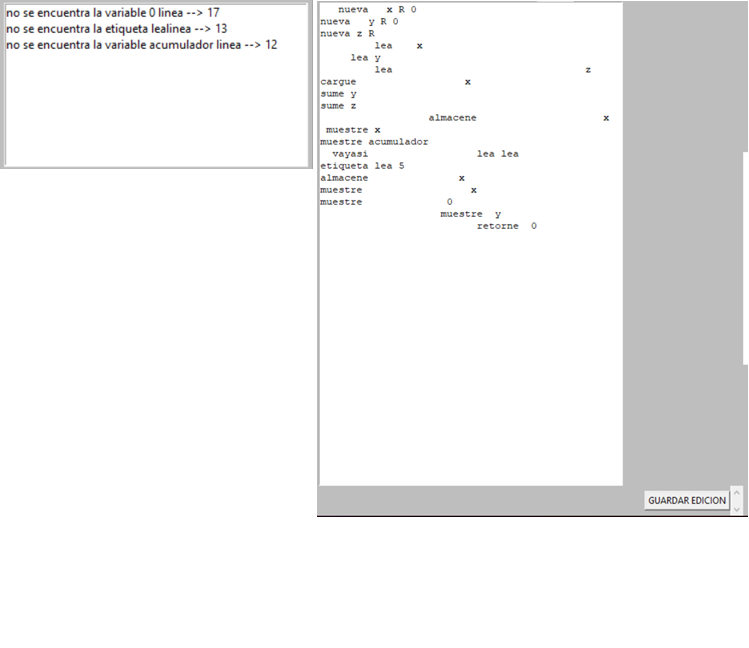 no se encuentra la variable 0 linea --> 17
no se encuentra la etiqueta lealinea --> 13
no se encuentra la variable acumulador linea --> 12
nueva x R 0
nueva y R 0
nueva z R
lea x
lea y
lea z
cargue x
sume y
sume z
almacene x
muestre x
muestre acumulador
vayasi lea lea
etiqueta lea 5
almacene x
muestre x
muestre 0
muestre y
retorne 0
GUARDAR EDICION